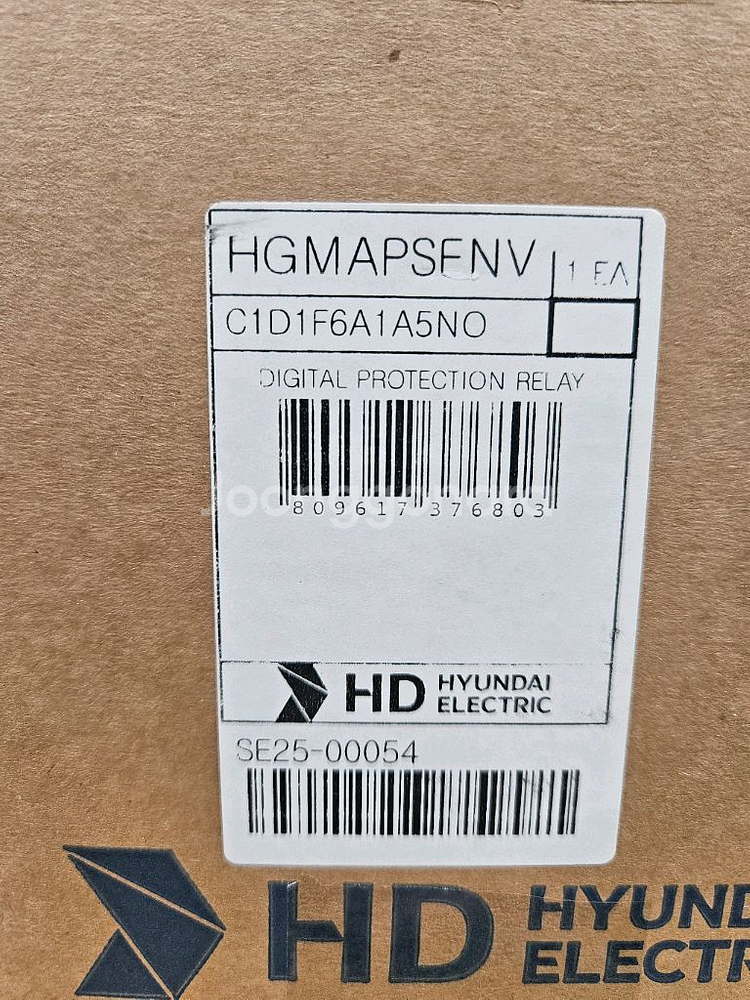 HGMAPSENV
1 EA
C1D1F6A1A5NO
DIGITAL PROTECTION RELAY
809617 376803
HD HYUNDAI
ELECTRIC
SE25-00054
HD HYUND
ELECTR